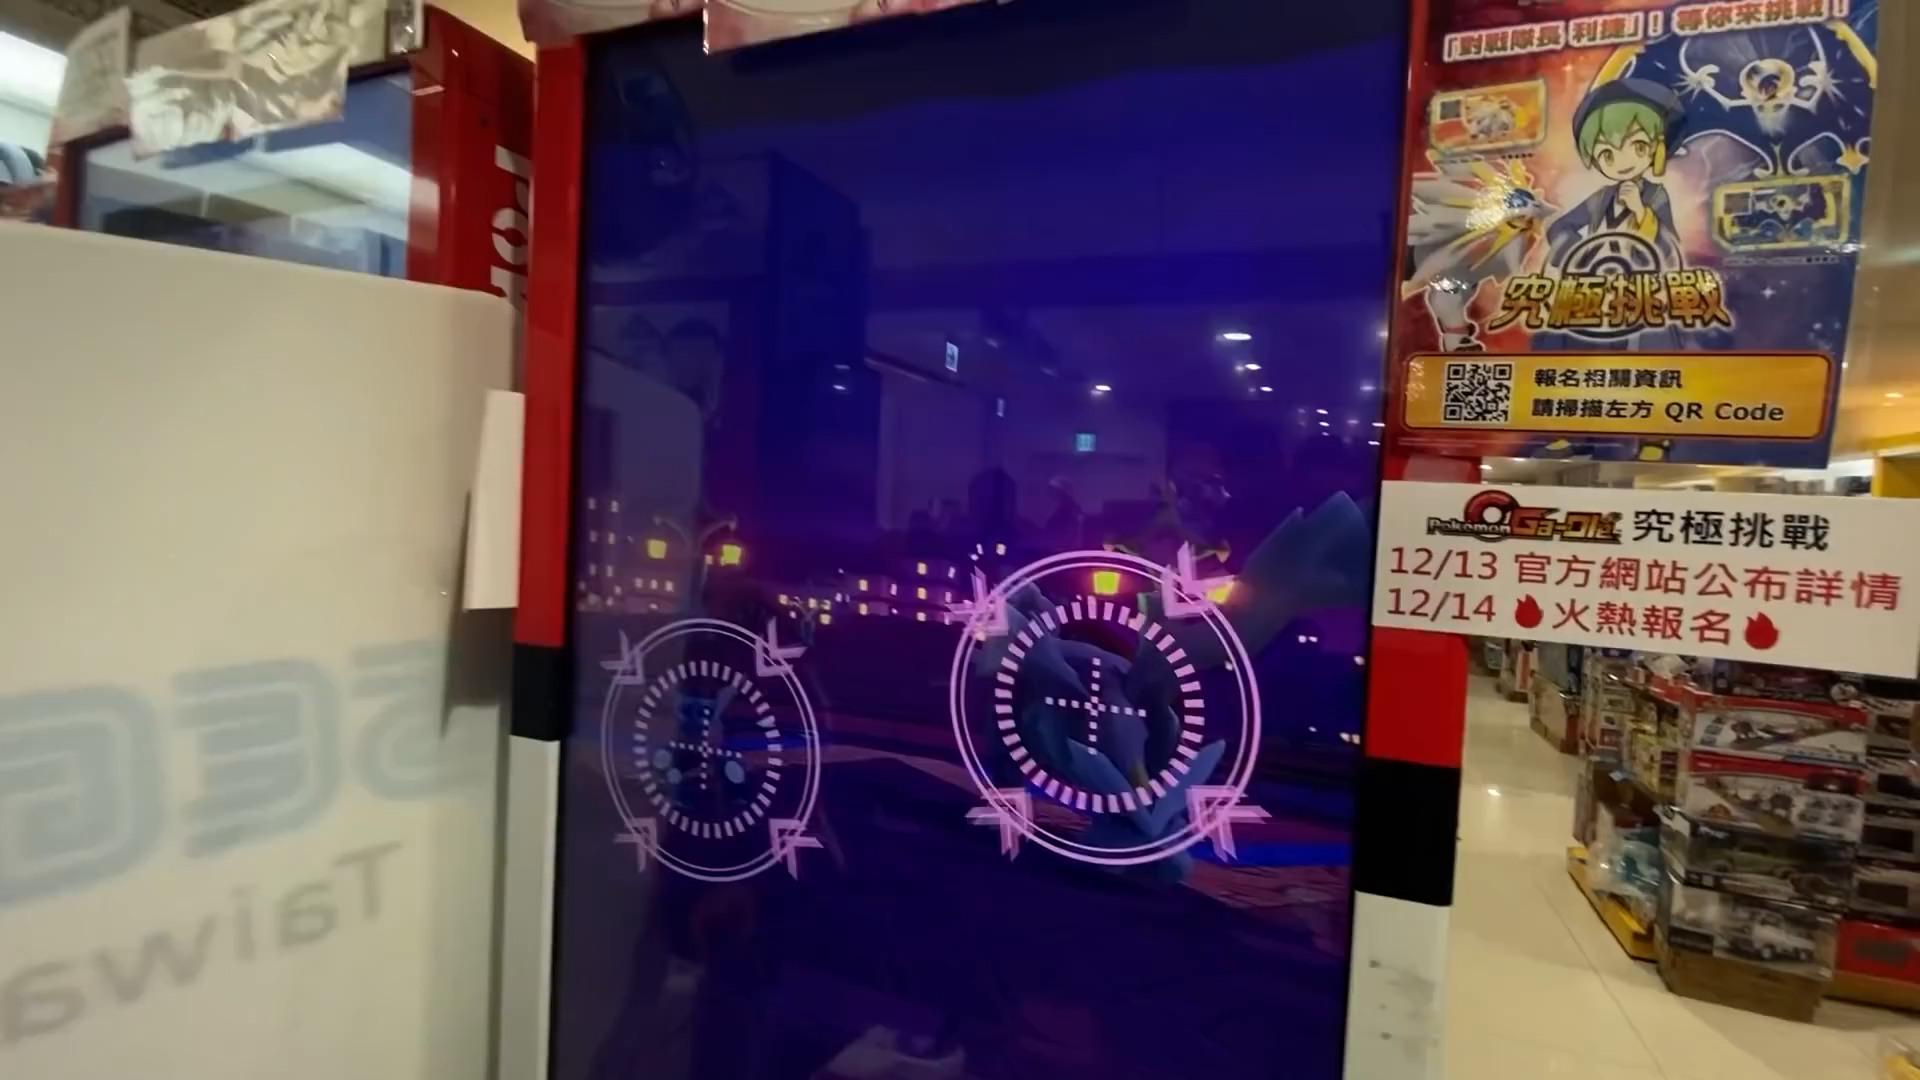 「對戰隊長 利捷」！等你來挑戰！
究極挑戰
報名相關資訊
請掃描左方 QR Code
Pokémon Ga-Olé 究極挑戰
12/13 官方網站公布詳情
12/14 火熱報名
SEGA
Taiwa